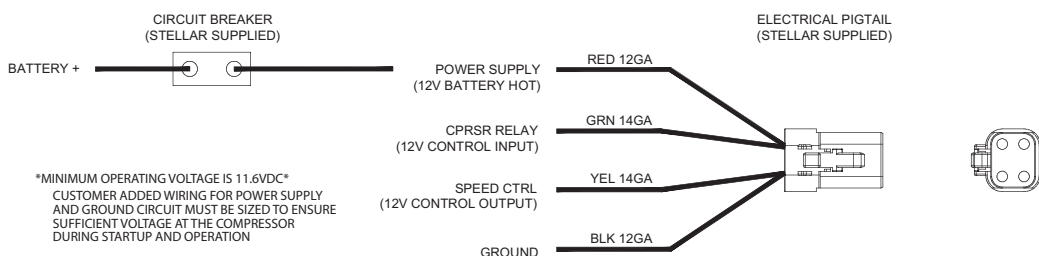 CIRCUIT BREAKER
(STELLAR SUPPLIED)
ELECTRICAL PIGTAIL
(STELLAR SUPPLIED)
BATTERY +
POWER SUPPLY
(12V BATTERY HOT)
RED 12GA
CPRSR RELAY
(12V CONTROL INPUT)
GRN 14GA
*MINIMUM OPERATING VOLTAGE IS 11.6VDC*
CUSTOMER ADDED WIRING FOR POWER SUPPLY
AND GROUND CIRCUIT MUST BE SIZED TO ENSURE
SUFFICIENT VOLTAGE AT THE COMPRESSOR
DURING STARTUP AND OPERATION
SPEED CTRL
(12V CONTROL OUTPUT)
YEL 14GA
GROUND
BLK 12GA